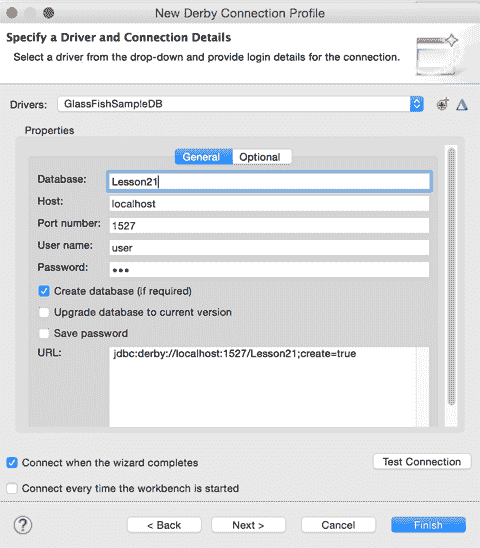 New Derby Connection Profile
Specify a Driver and Connection Details
Select a driver from the drop-down and provide login details for the connection.
Drivers: GlassFishSampleDB
Properties
General Optional
Database: Lesson21
Host: localhost
Port number: 1527
User name: user
Password: •••
Create database (if required)
Upgrade database to current version
Save password
URL: jdbc:derby://localhost:1527/Lesson21;create=true
Connect when the wizard completes
Test Connection
Connect every time the workbench is started
? < Back Next > Cancel Finish